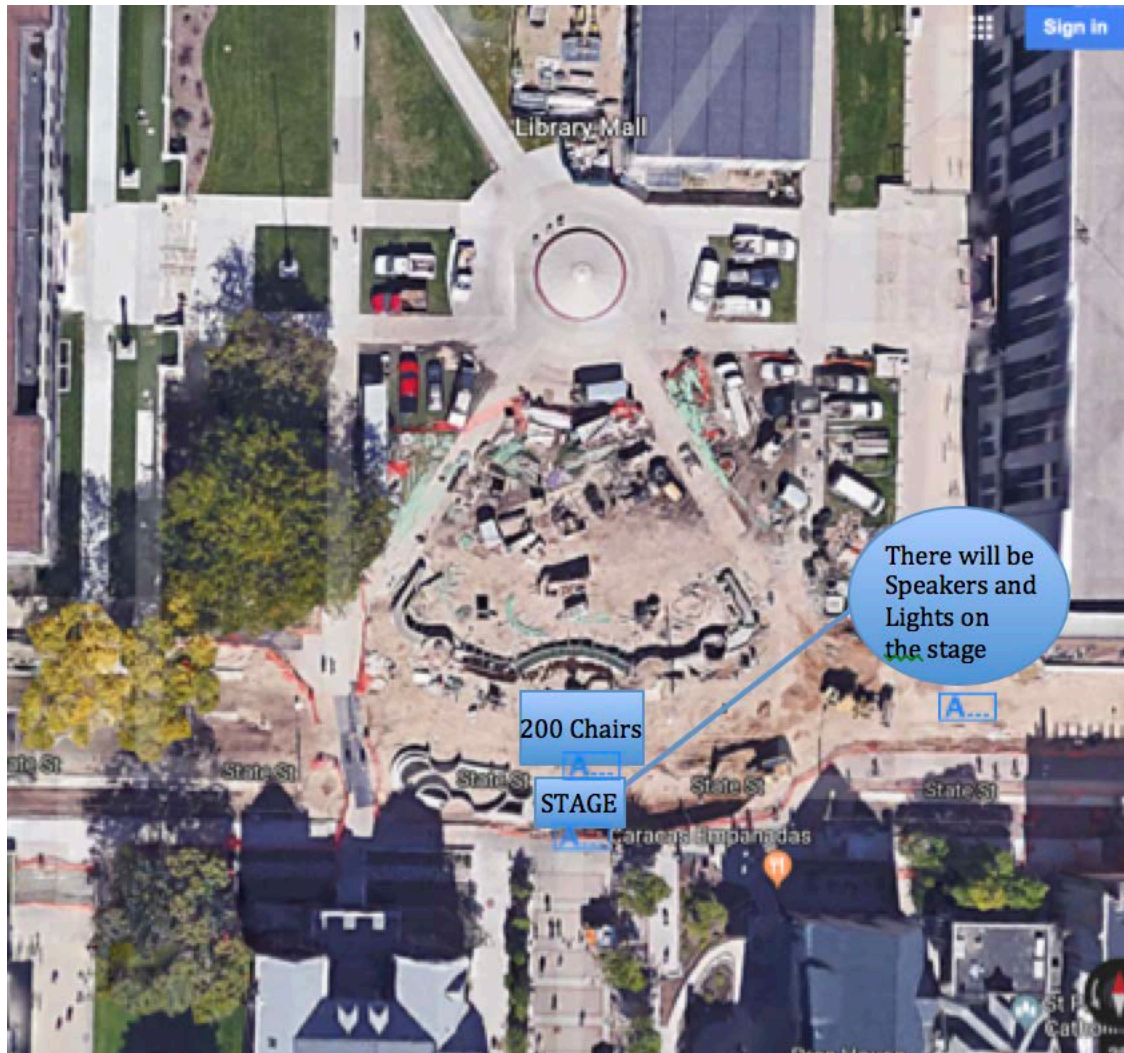 Sign in
Library Mall
There will be
Speakers and
Lights on
the stage
A...
200 Chairs
A...
State St
State St
State St
State St
STAGE
A...
Caracas Empanadas
St